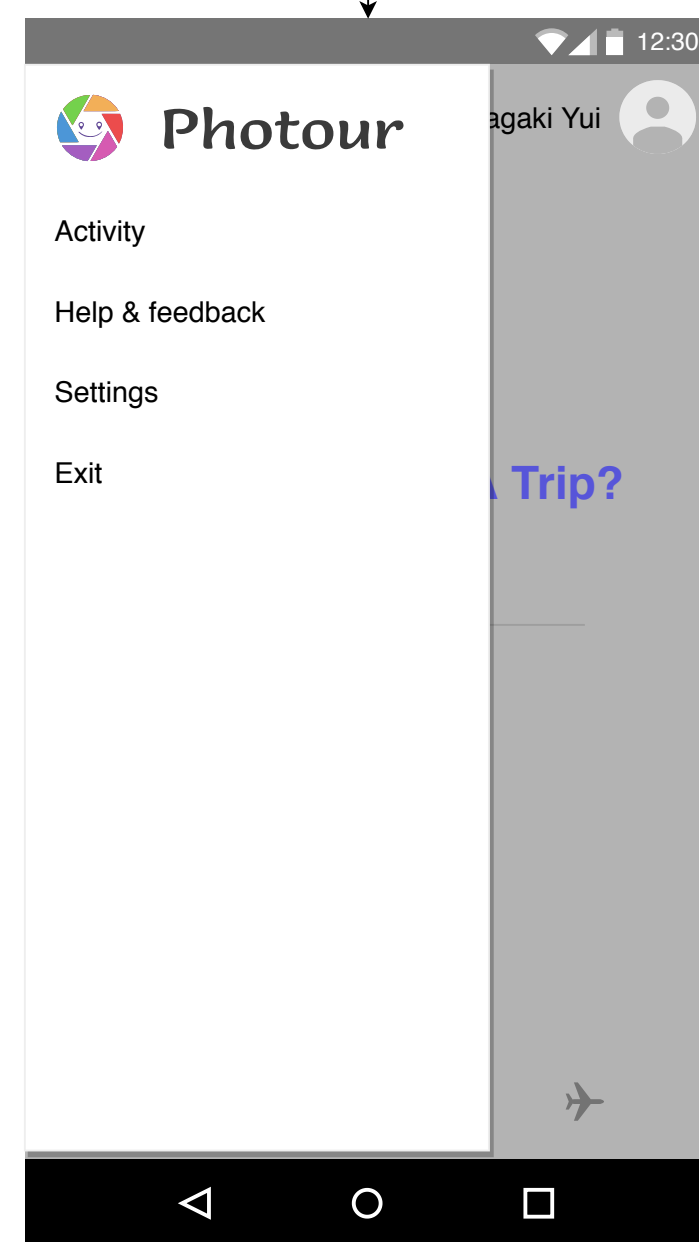 12:30
Photour
agaki Yui
Activity
Help & feedback
Settings
Exit
Trip?